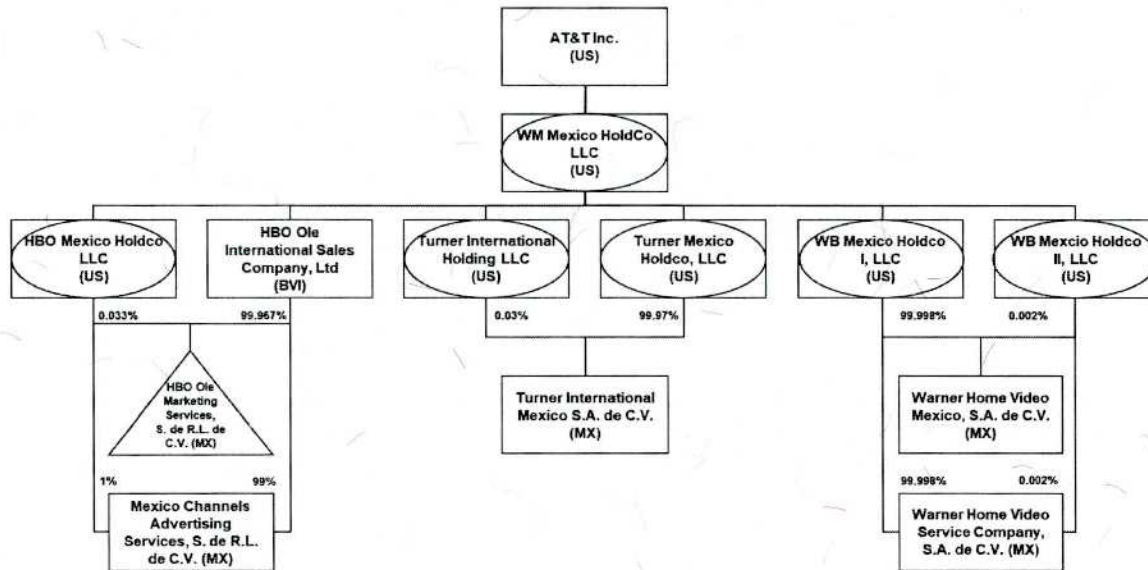 AT&T Inc.
(US)
WM Mexico HoldCo
LLC
(US)
HBO Mexico Holdco
LLC
(US)
HBO Ole
International Sales
Company, Ltd
(BVI)
Turner International
Holding LLC
(US)
Turner Mexico
Holdco, LLC
(US)
WB Mexico Holdco
I, LLC
(US)
WB Mexcio Holdco
II, LLC
(US)
0.033%
99.967%
0.03%
99.97%
99.998%
0.002%
HBO Ole
Marketing
Services,
S. de R.L. de
C.V. (MX)
Turner International
Mexico S.A. de C.V.
(MX)
Warner Home Video
Mexico, S.A. de C.V.
(MX)
1%
99%
99.998%
0.002%
Mexico Channels
Advertising
Services, S. de R.L.
de C.V. (MX)
Warner Home Video
Service Company,
S.A. de C.V. (MX)